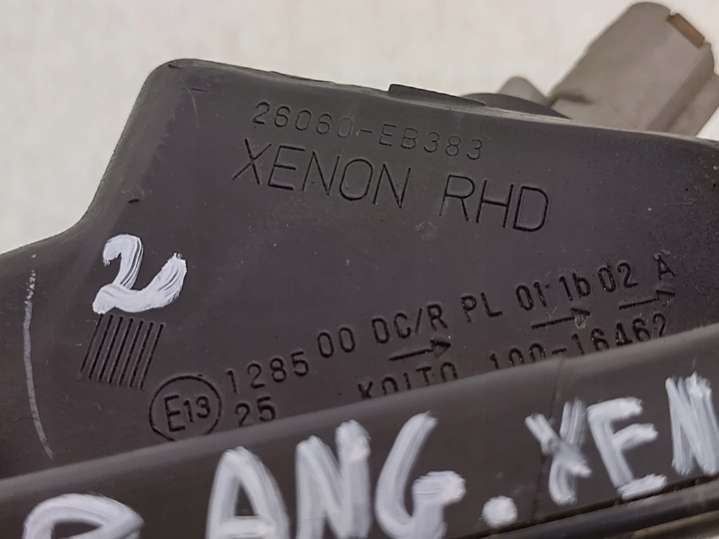 26060-EB383
XENON RHD
2
1285 00 DC/R PL 01 1b 02 A
E13 25 KOITO 100-16462
P ANG. XEN